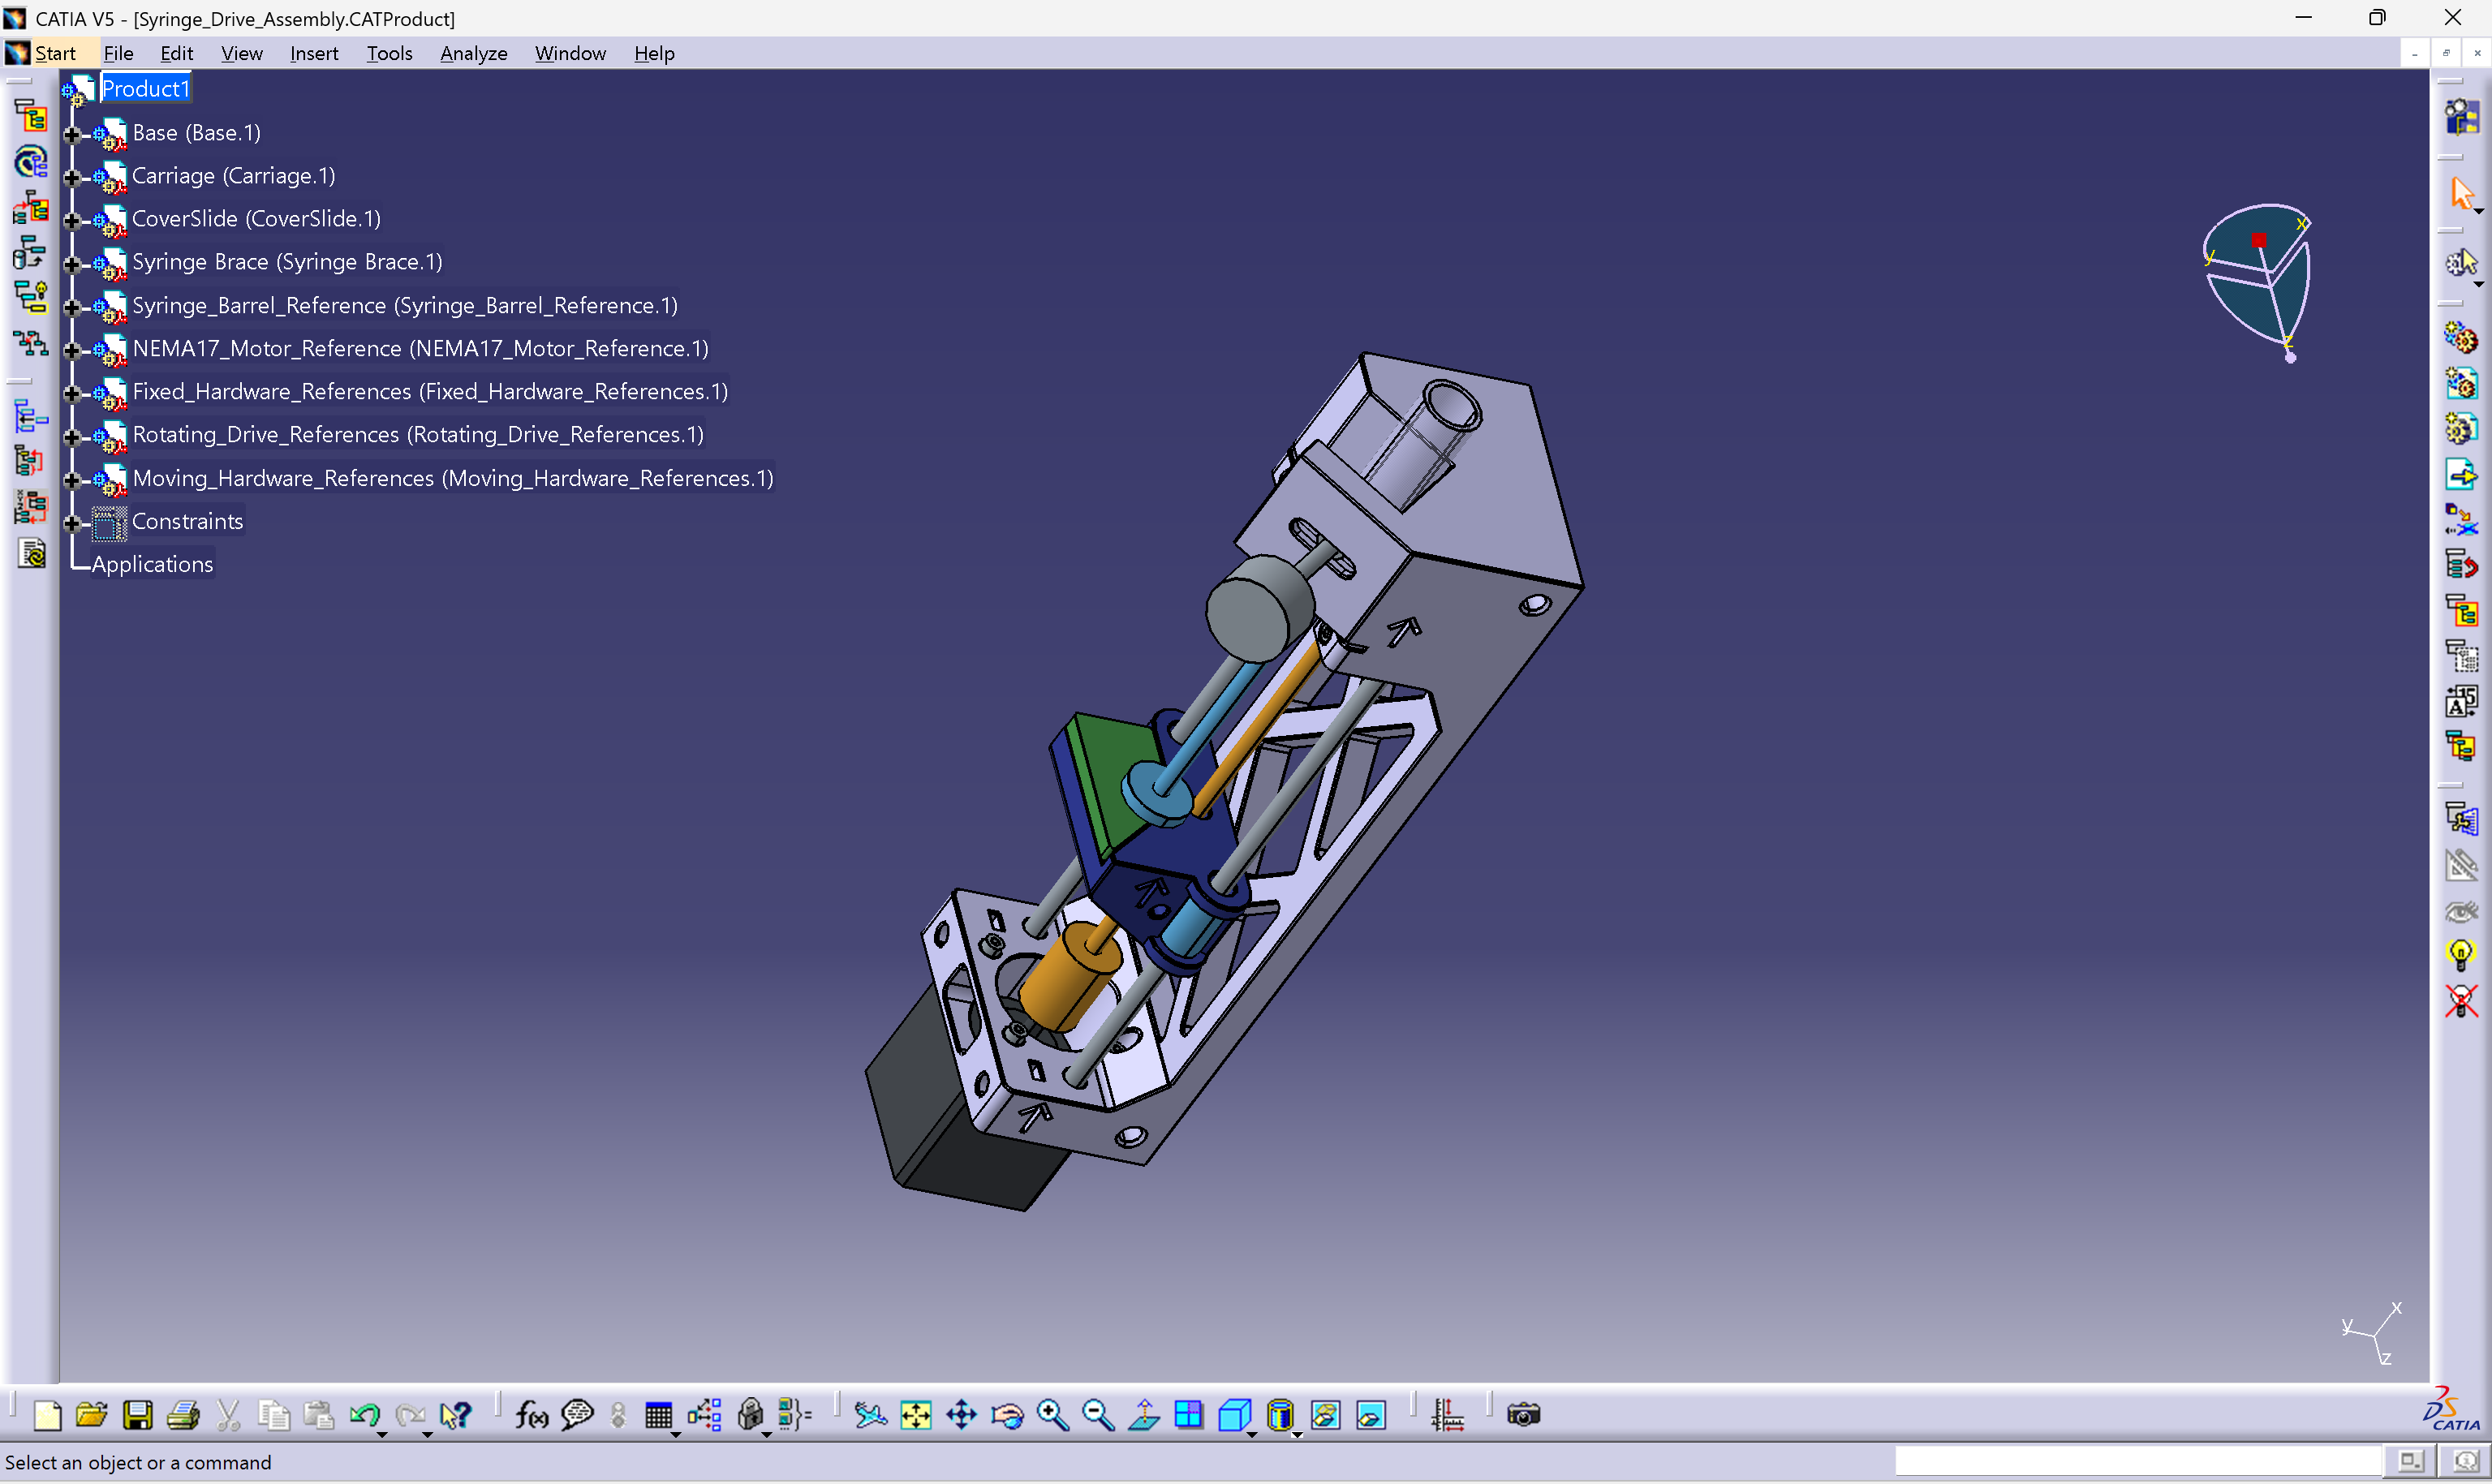 CATIA V5 - [Syringe_Drive_Assembly.CATProduct]
Start File Edit View Insert Tools Analyze Window Help
Product1
Base (Base.1)
Carriage (Carriage.1)
CoverSlide (CoverSlide.1)
Syringe Brace (Syringe Brace.1)
Syringe_Barrel_Reference (Syringe_Barrel_Reference.1)
NEMA17_Motor_Reference (NEMA17_Motor_Reference.1)
Fixed_Hardware_References (Fixed_Hardware_References.1)
Rotating_Drive_References (Rotating_Drive_References.1)
Moving_Hardware_References (Moving_Hardware_References.1)
Constraints
Applications
x
y
z
x
y
z
f(x)
CATIA
Select an object or a command